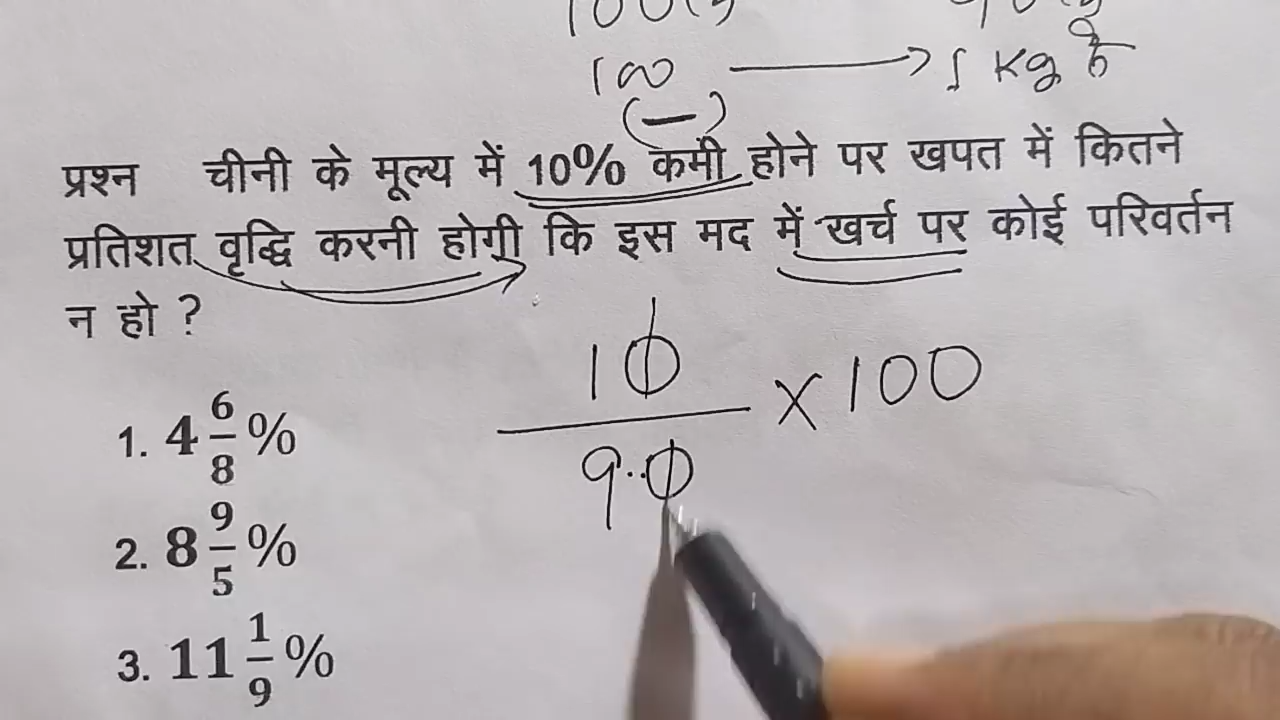 100
100 → 1 kg है
(-)
प्रश्न चीनी के मूल्य में 10% कमी होने पर खपत में कितने
प्रतिशत वृद्धि करनी होगी कि इस मद में खर्च पर कोई परिवर्तन
न हो ?
10/90 × 100
1. 4 6/8 %
2. 8 9/5 %
3. 11 1/9 %